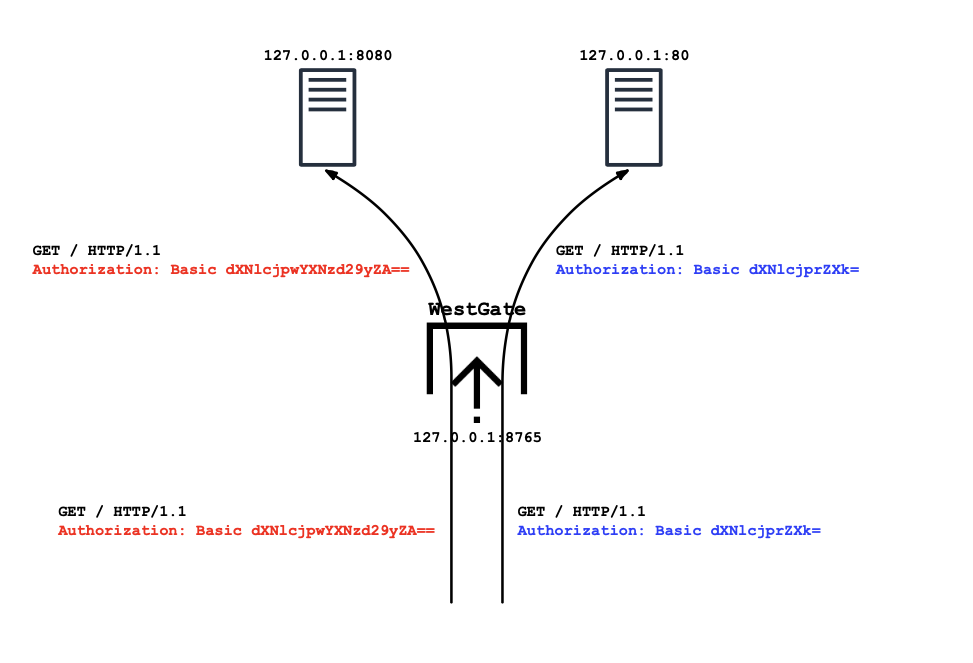 127.0.0.1:8080
127.0.0.1:80
GET / HTTP/1.1
Authorization: Basic dXNlcjpwYXNzd29yZA==
GET / HTTP/1.1
Authorization: Basic dXNlcjprZXk=
WestGate
127.0.0.1:8765
GET / HTTP/1.1
Authorization: Basic dXNlcjpwYXNzd29yZA==
GET / HTTP/1.1
Authorization: Basic dXNlcjprZXk=